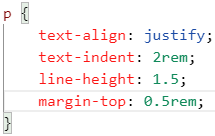 p {
    text-align: justify;
    text-indent: 2rem;
    line-height: 1.5;
    margin-top: 0.5rem;
}